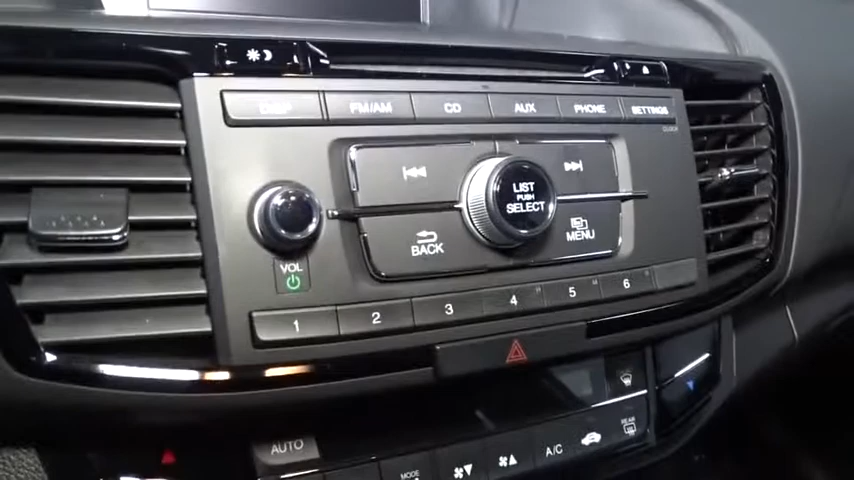 DISP FM/AM CD AUX PHONE SETTINGS
CLOCK
LIST
PUSH
SELECT
BACK
MENU
VOL
1 2 3 4 5 6
AUTO
MODE
A/C
REAR